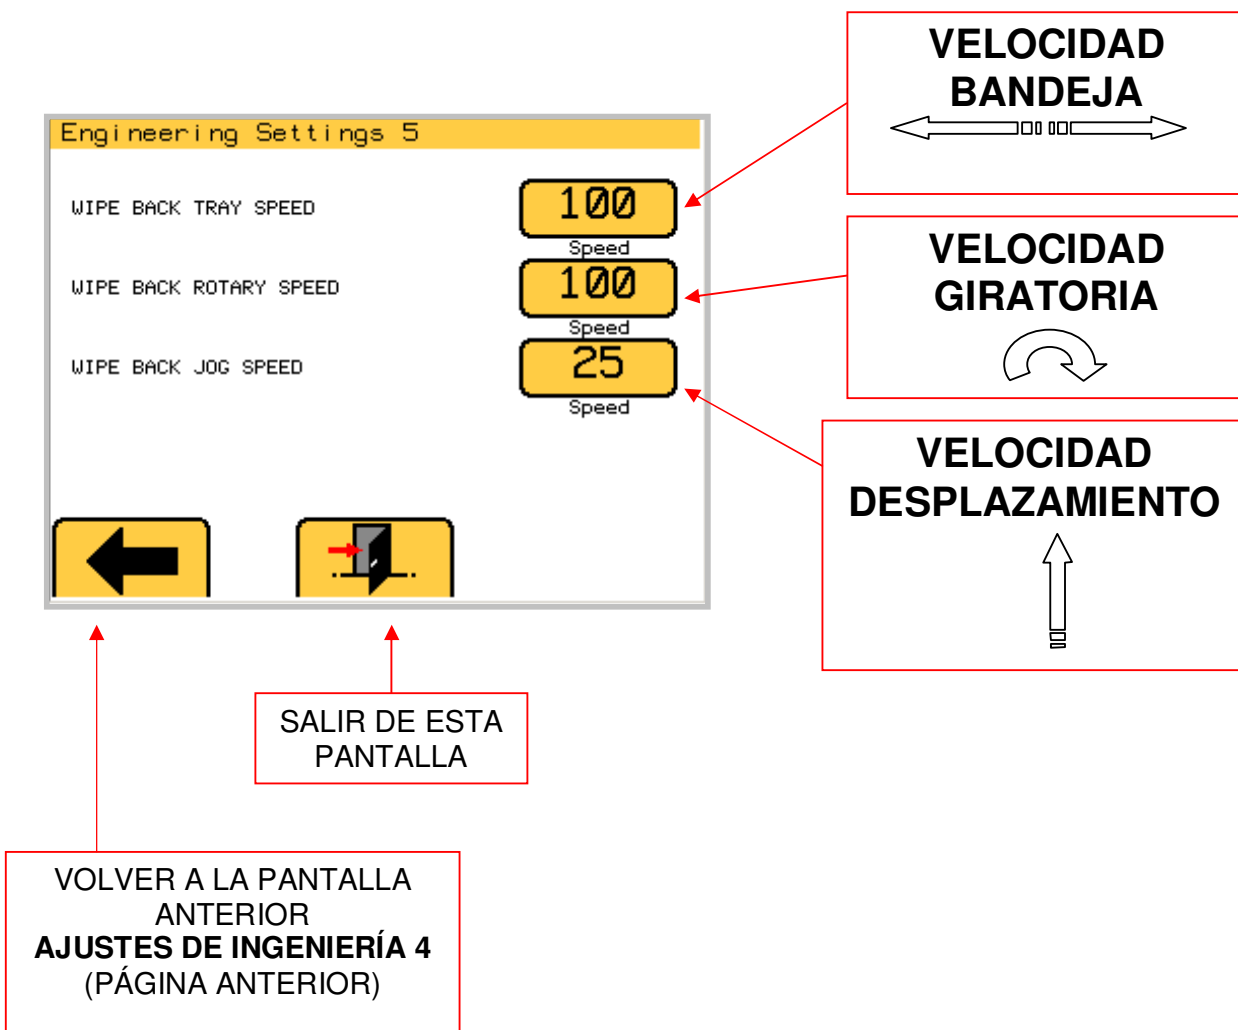 VELOCIDAD
BANDEJA
Engineering Settings 5
WIPE BACK TRAY SPEED
100
Speed
VELOCIDAD
GIRATORIA
WIPE BACK ROTARY SPEED
100
Speed
WIPE BACK JOG SPEED
25
Speed
VELOCIDAD
DESPLAZAMIENTO
SALIR DE ESTA
PANTALLA
VOLVER A LA PANTALLA
ANTERIOR
AJUSTES DE INGENIERÍA 4
(PÁGINA ANTERIOR)